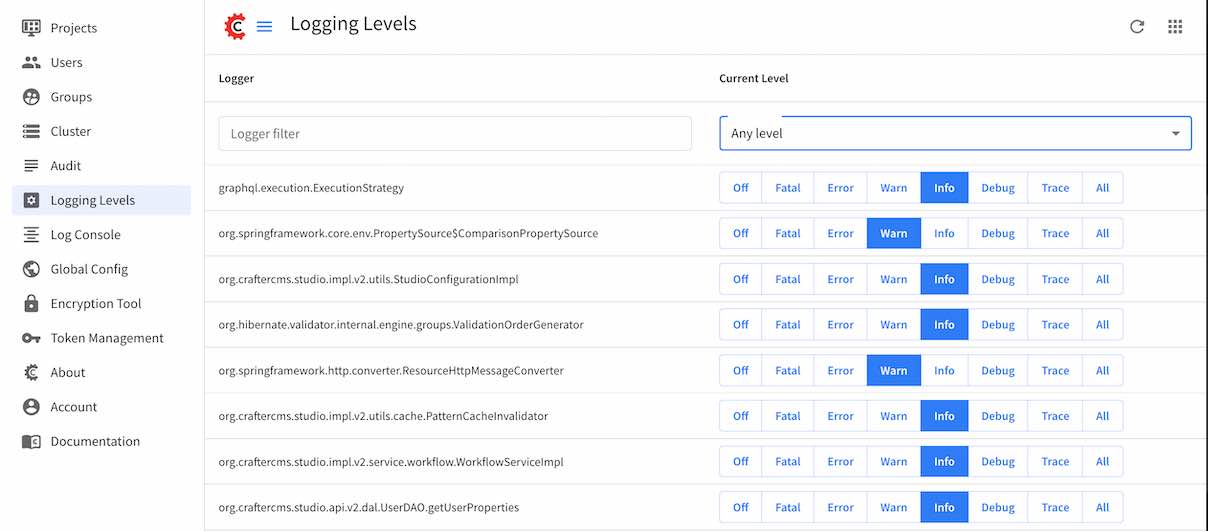 Projects
Users
Groups
Cluster
Audit
Logging Levels
Log Console
Global Config
Encryption Tool
Token Management
About
Account
Documentation
C
Logging Levels
Logger Current Level
Logger filter Any level
graphql.execution.ExecutionStrategy Off Fatal Error Warn Info Debug Trace All
org.springframework.core.env.PropertySource$ComparisonPropertySource Off Fatal Error Warn Info Debug Trace All
org.craftercms.studio.impl.v2.utils.StudioConfigurationImpl Off Fatal Error Warn Info Debug Trace All
org.hibernate.validator.internal.engine.groups.ValidationOrderGenerator Off Fatal Error Warn Info Debug Trace All
org.springframework.http.converter.ResourceHttpMessageConverter Off Fatal Error Warn Info Debug Trace All
org.craftercms.studio.impl.v2.utils.cache.PatternCacheInvalidator Off Fatal Error Warn Info Debug Trace All
org.craftercms.studio.impl.v2.service.workflow.WorkflowServiceImpl Off Fatal Error Warn Info Debug Trace All
org.craftercms.studio.api.v2.dal.UserDAO.getUserProperties Off Fatal Error Warn Info Debug Trace All